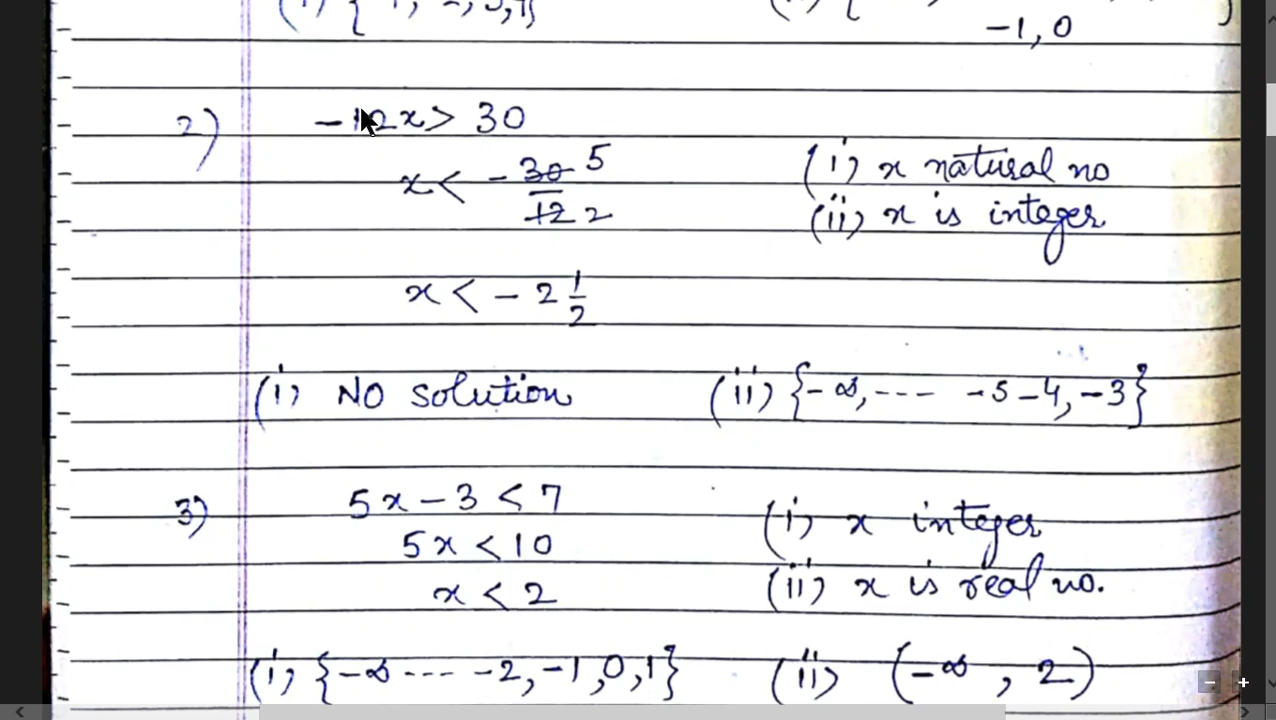 -1, 0
2) -12x > 30
x < - 30/12 5/2
(i) x natural no
(ii) x is integer
x < - 2 1/2
(i) NO solution (ii) {-∞, --- -5 -4, -3}
3) 5x - 3 < 7
5x < 10
x < 2
(i) x integer
(ii) x is real no.
(i) {-∞ ---- -2, -1, 0, 1} (ii) (-∞, 2)